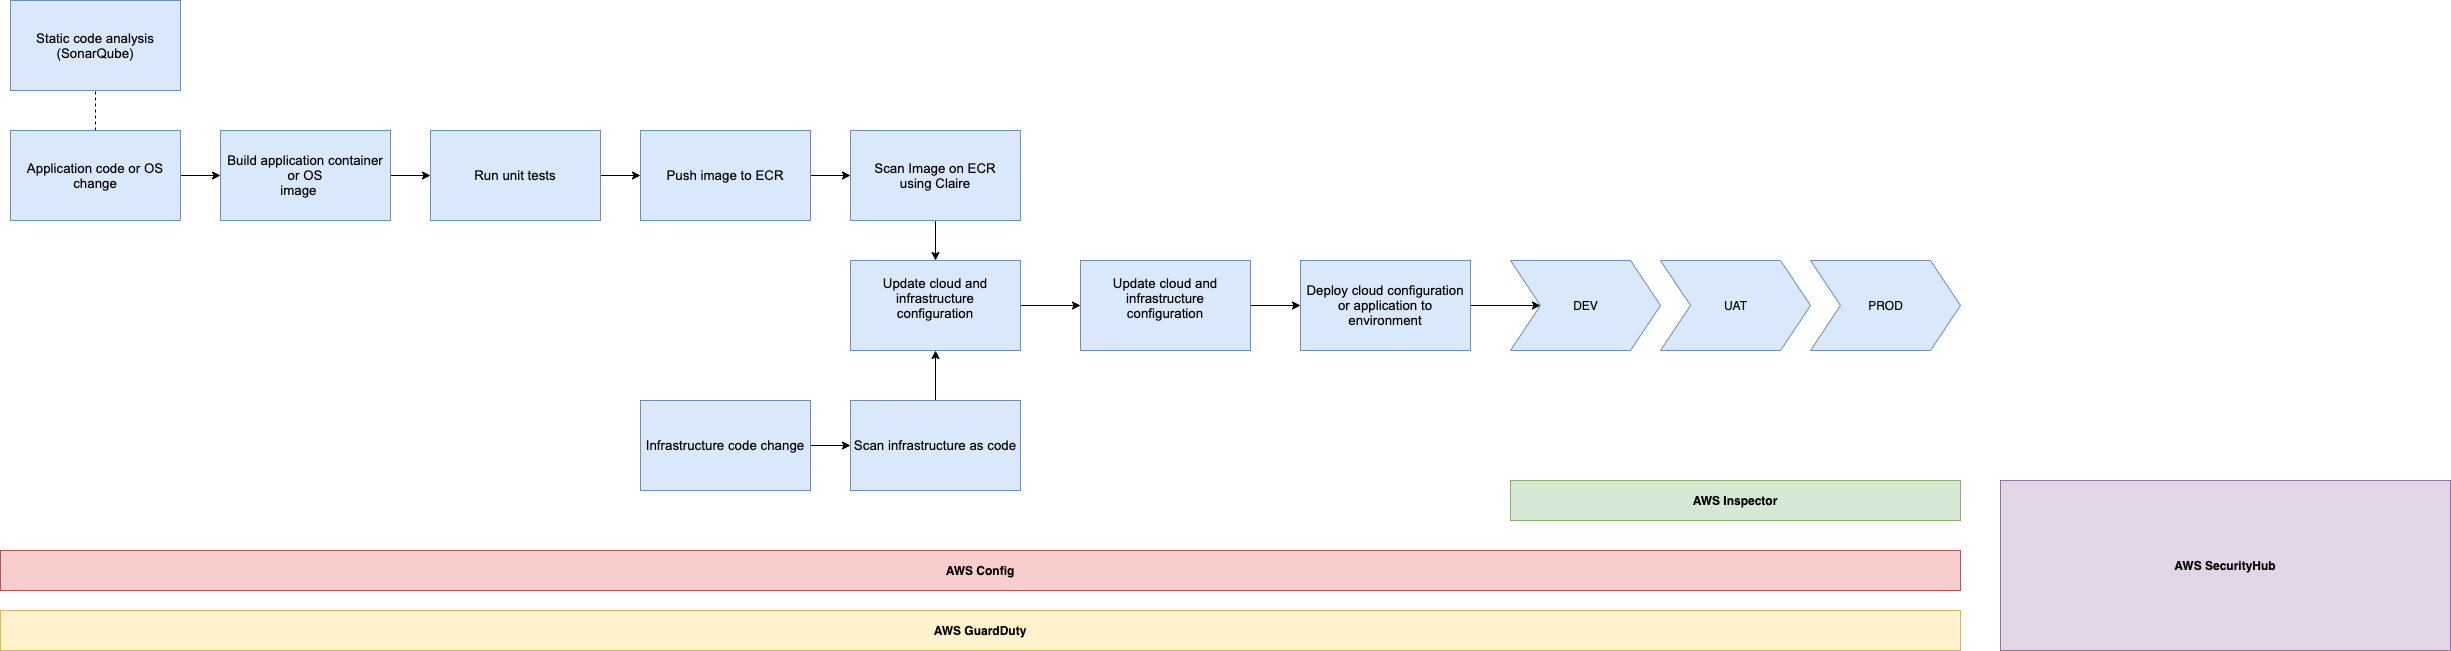 Static code analysis
(SonarQube)
Application code or OS
change
Build application container
or OS
image
Run unit tests
Push image to ECR
Scan Image on ECR
using Claire
Update cloud and
infrastructure
configuration
Update cloud and
infrastructure
configuration
Deploy cloud configuration
or application to
environment
DEV
UAT
PROD
Infrastructure code change
Scan infrastructure as code
AWS Inspector
AWS Config
AWS SecurityHub
AWS GuardDuty